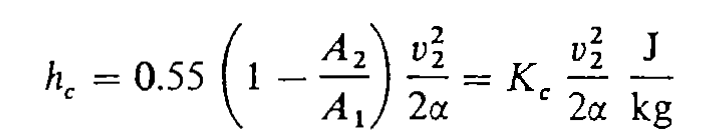 h_c = 0.55 (1 − A_2/A_1) v_2^2/2α = K_c v_2^2/2α J/kg